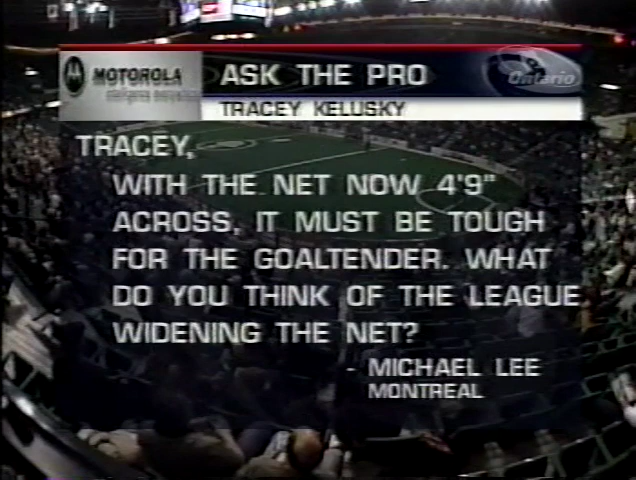 MOTOROLA
ASK THE PRO
Ontario
TRACEY KELUSKY
TRACEY,
WITH THE NET NOW 4'9"
ACROSS, IT MUST BE TOUGH
FOR THE GOALTENDER. WHAT
DO YOU THINK OF THE LEAGUE
WIDENING THE NET?
- MICHAEL LEE
MONTREAL